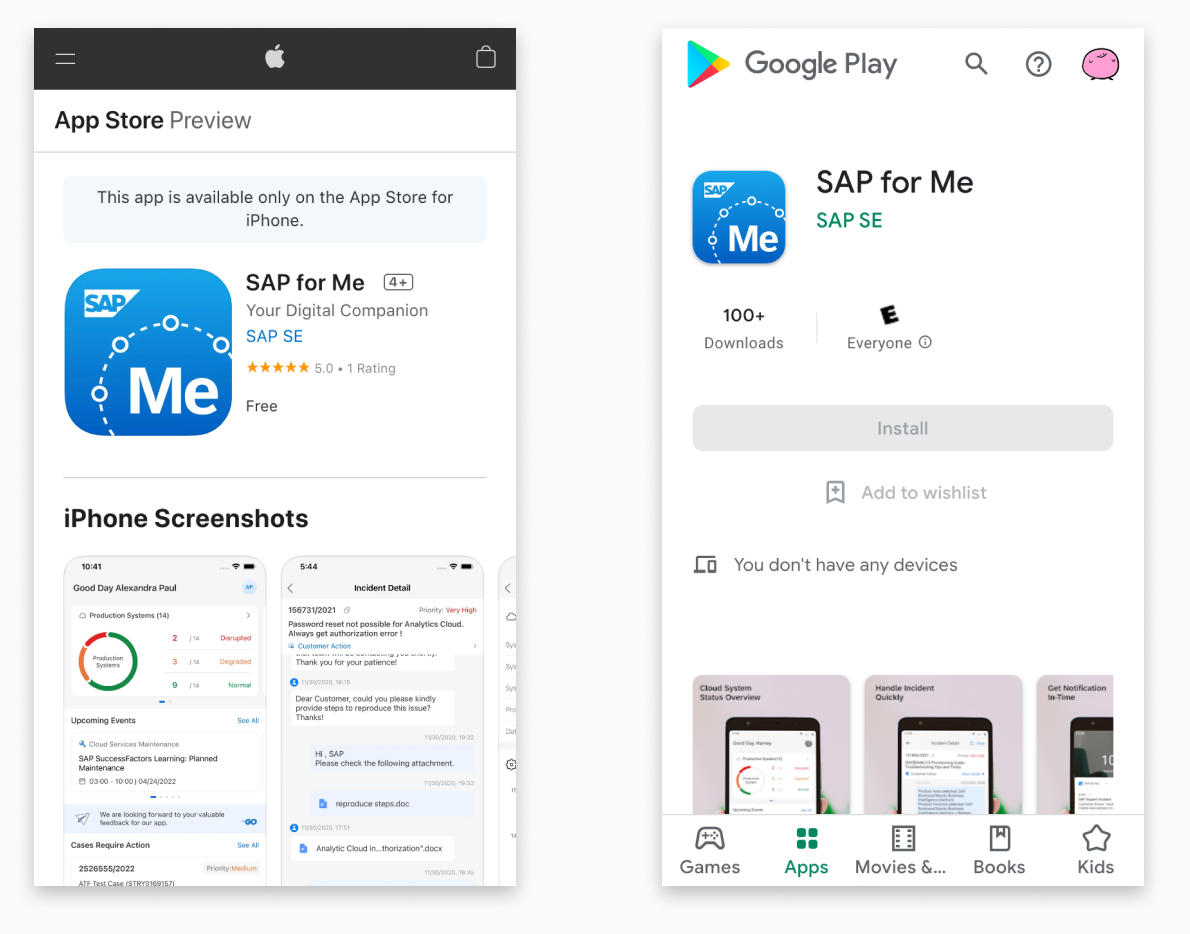 App Store Preview
This app is available only on the App Store for
iPhone.
SAP
Me
SAP for Me 4+
Your Digital Companion
SAP SE
5.0 • 1 Rating
Free
iPhone Screenshots
10:41
Good Day Alexandra Paul
AP
Production Systems (14)
Production
Systems
2 / 14 Disrupted
3 / 14 Degraded
9 / 14 Normal
Upcoming Events See All
Cloud Services Maintenance
SAP SuccessFactors Learning: Planned
Maintenance
03:00 - 10:00 | 04/24/2022
We are looking forward to your valuable
feedback for our app.
GO
Cases Require Action See All
2526555/2022 Priority:Medium
ATF Test Case (STRY0169157)
5:44
Incident Detail
156731/2021 Priority: Very High
Password reset not possible for Analytics Cloud.
Always get authorization error !
Customer Action
Thank you for your patience!
11/30/2020, 19:15
Dear Customer, could you please kindly
provide steps to reproduce this issue?
Thanks!
11/30/2020, 19:32
Hi , SAP
Please check the following attachment.
11/30/2020, 19:33
reproduce steps.doc
11/30/2020, 17:51
Analytic Cloud in...thorization".docx
11/30/2020, 19:35
Google Play
SAP
Me
SAP for Me
SAP SE
100+
Downloads
E
Everyone
Install
Add to wishlist
You don't have any devices
Cloud System
Status Overview
Good Day, Harvey
Handle Incident
Quickly
Incident Detail
Get Notification
In-Time
Games
Apps
Movies &...
Books
Kids